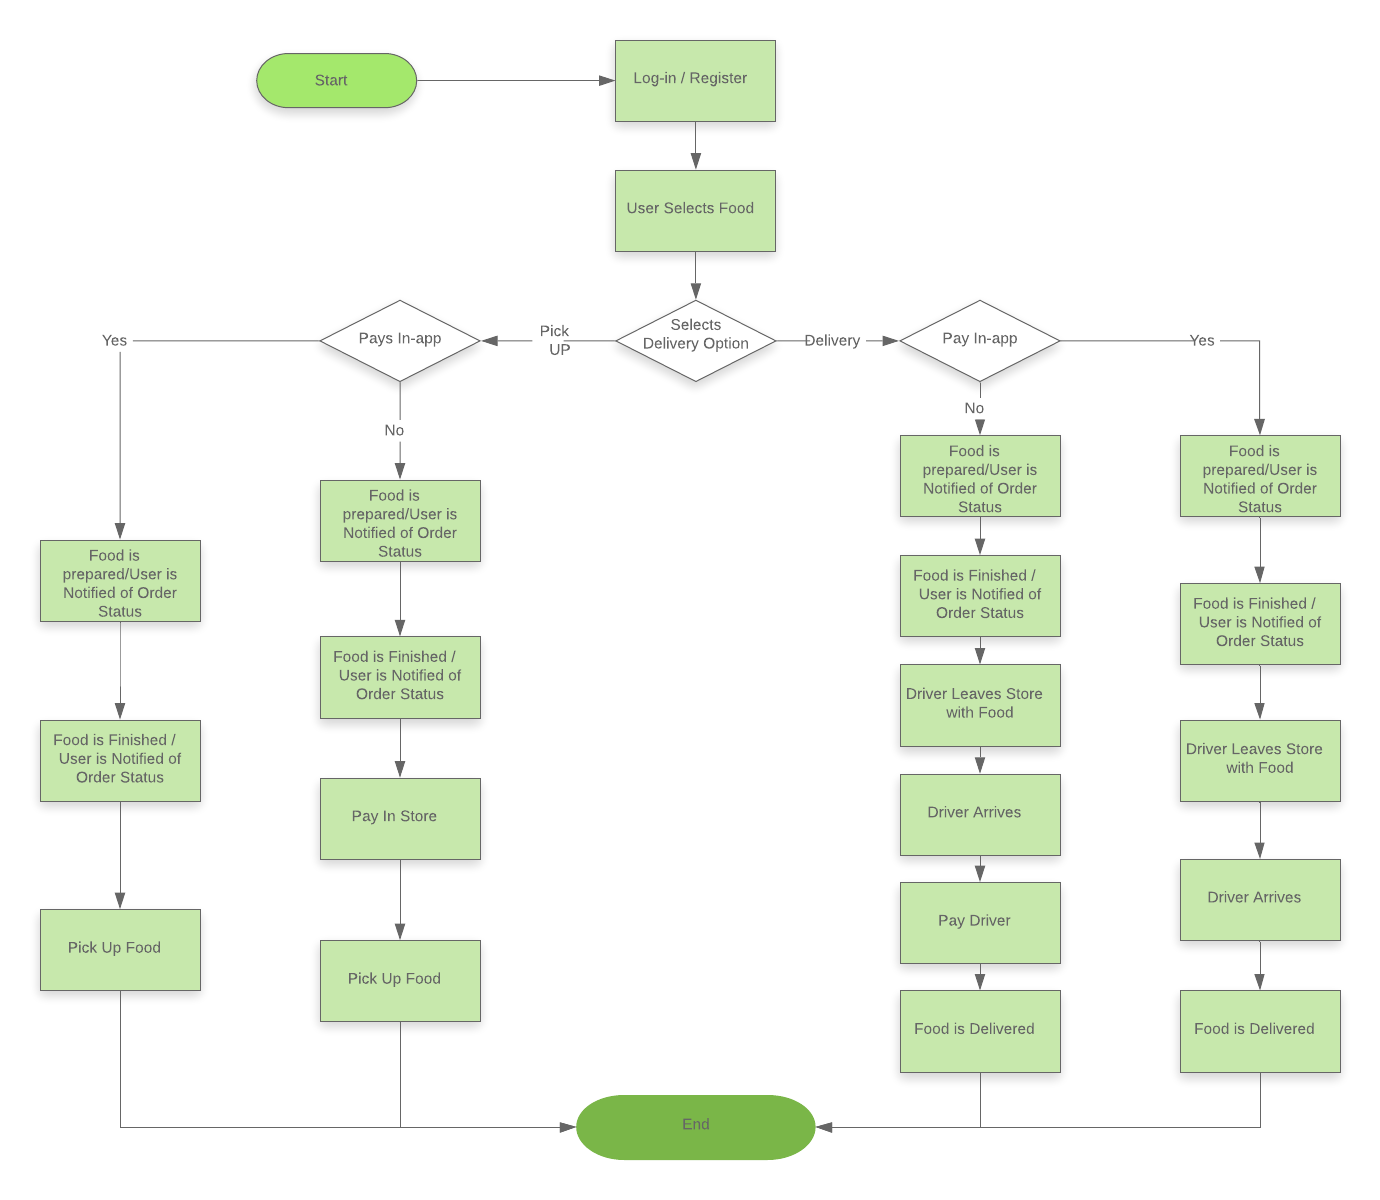 Start
Log-in / Register
User Selects Food
Selects
Delivery Option
Pick
UP
Delivery
Pays In-app
Pay In-app
Yes
No
No
Yes
Food is
prepared/User is
Notified of Order
Status
Food is Finished /
User is Notified of
Order Status
Pick Up Food
Food is
prepared/User is
Notified of Order
Status
Food is Finished /
User is Notified of
Order Status
Pay In Store
Pick Up Food
Food is
prepared/User is
Notified of Order
Status
Food is Finished /
User is Notified of
Order Status
Driver Leaves Store
with Food
Driver Arrives
Pay Driver
Food is Delivered
Food is
prepared/User is
Notified of Order
Status
Food is Finished /
User is Notified of
Order Status
Driver Leaves Store
with Food
Driver Arrives
Food is Delivered
End